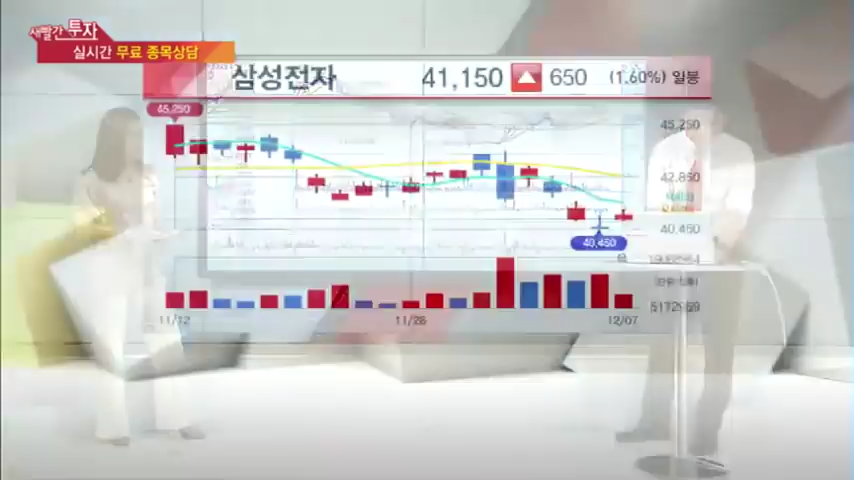 새빨간 투자
실시간 무료 종목상담
삼성전자 41,150 650 (1.60%) 일봉
45,250
45,250
42,850
40,450
40,450
11/12 11/26 12/07